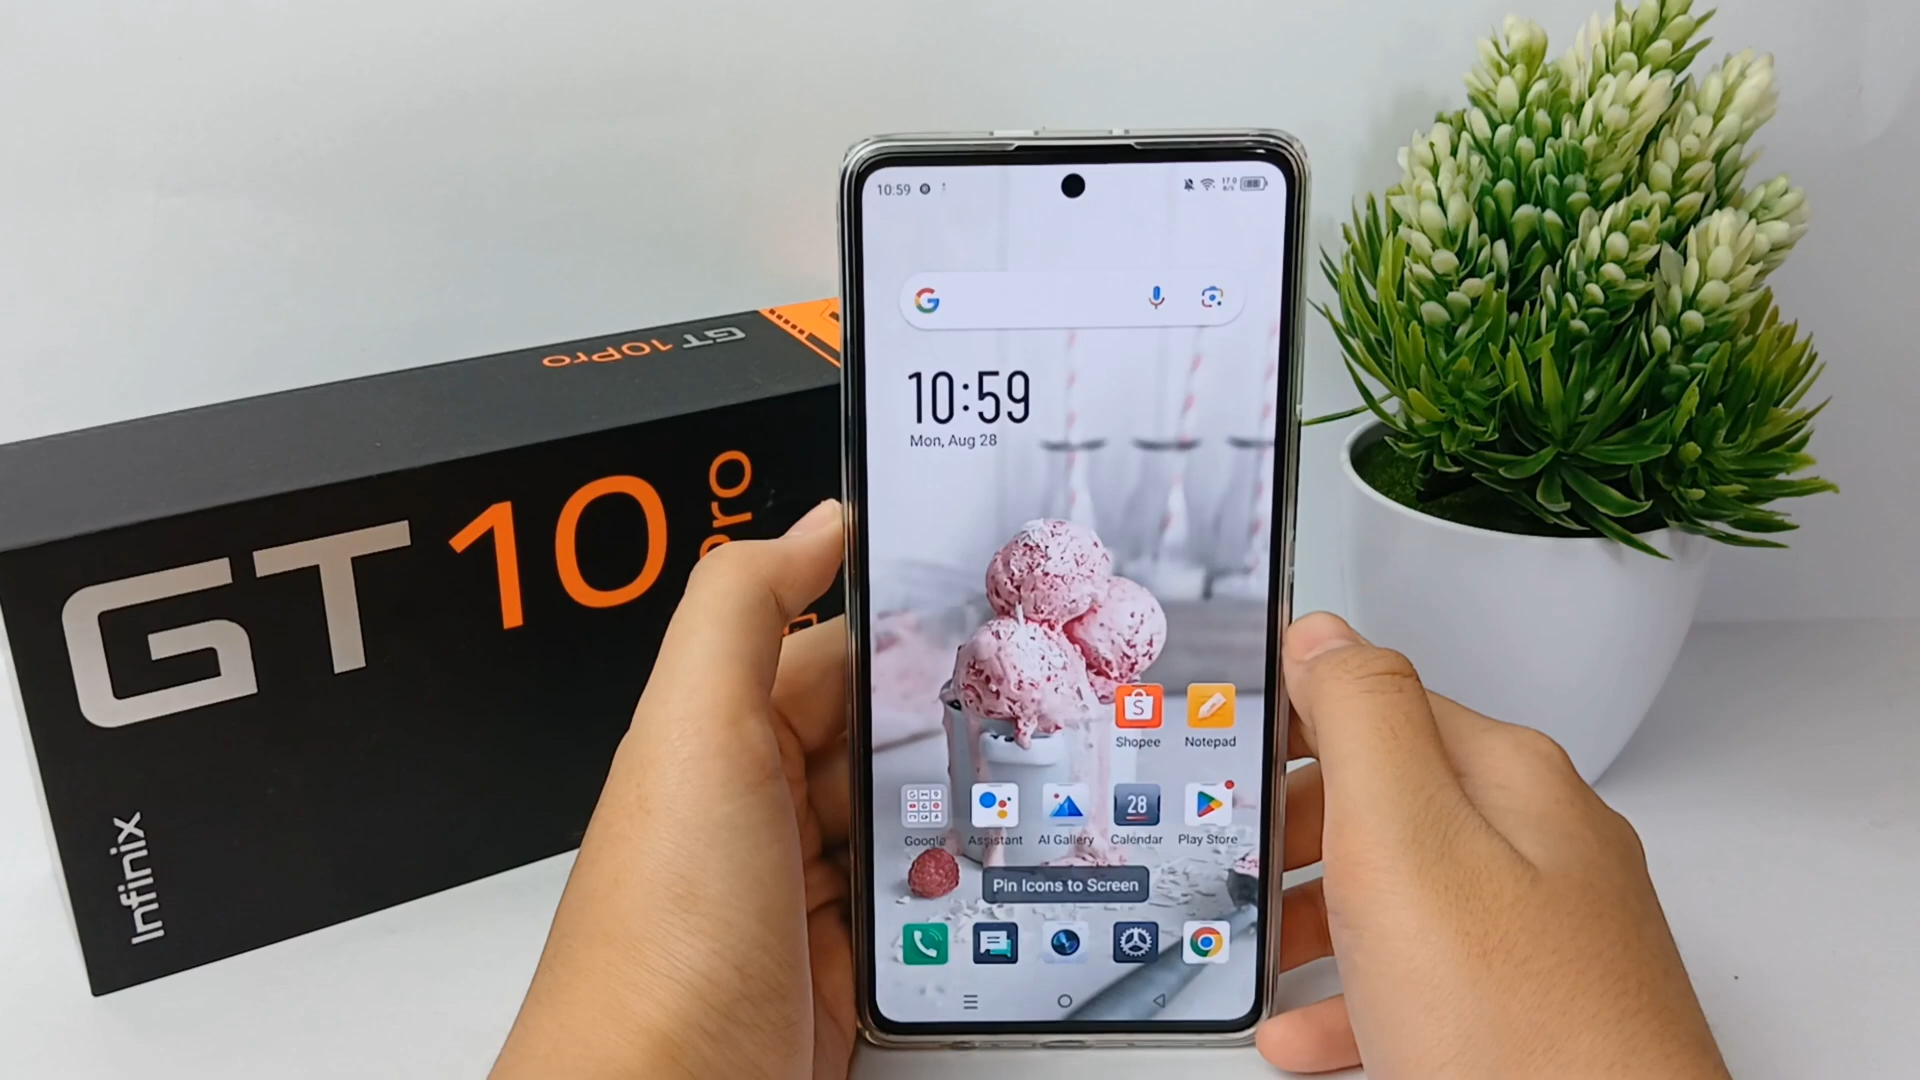 GT 10Pro
GT 10 Pro
Infinix
10:59
10:59
Mon, Aug 28
Shopee
Notepad
Google
Assistant
AI Gallery
28
Calendar
Play Store
Pin Icons to Screen